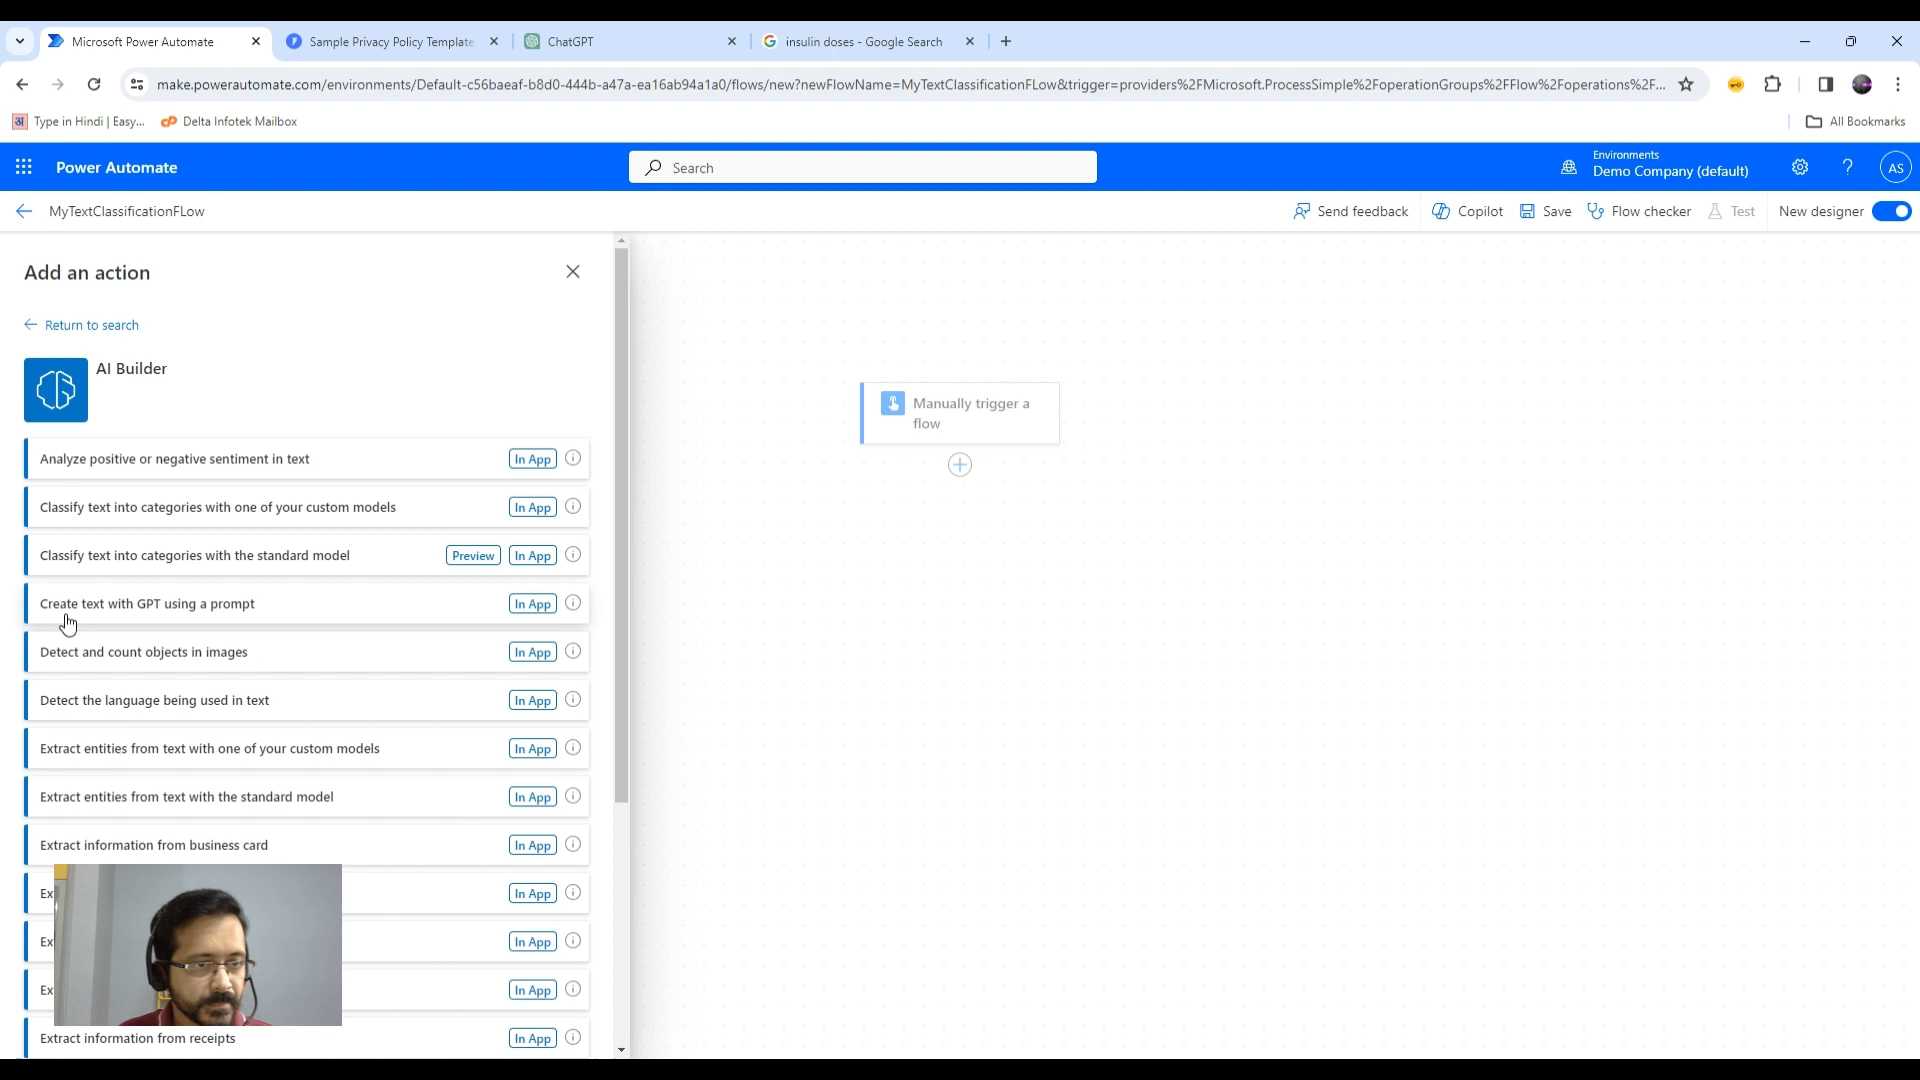 Microsoft Power Automate
Sample Privacy Policy Template
ChatGPT
insulin doses - Google Search
make.powerautomate.com/environments/Default-c56baeaf-b8d0-444b-a47a-ea16ab94a1a0/flows/new?newFlowName=MyTextClassificationFLow&trigger=providers%2FMicrosoft.ProcessSimple%2FoperationGroups%2FFlow%2Foperations%2F...
Type in Hindi | Easy...
Delta Infotek Mailbox
All Bookmarks
Power Automate
Search
Environments
Demo Company (default)
AS
MyTextClassificationFLow
Send feedback
Copilot
Save
Flow checker
Test
New designer
Add an action
Return to search
AI Builder
Analyze positive or negative sentiment in text In App
Classify text into categories with one of your custom models In App
Classify text into categories with the standard model Preview In App
Create text with GPT using a prompt In App
Detect and count objects in images In App
Detect the language being used in text In App
Extract entities from text with one of your custom models In App
Extract entities from text with the standard model In App
Extract information from business card In App
Ex In App
Ex In App
Ex In App
Extract information from receipts In App
Manually trigger a
flow